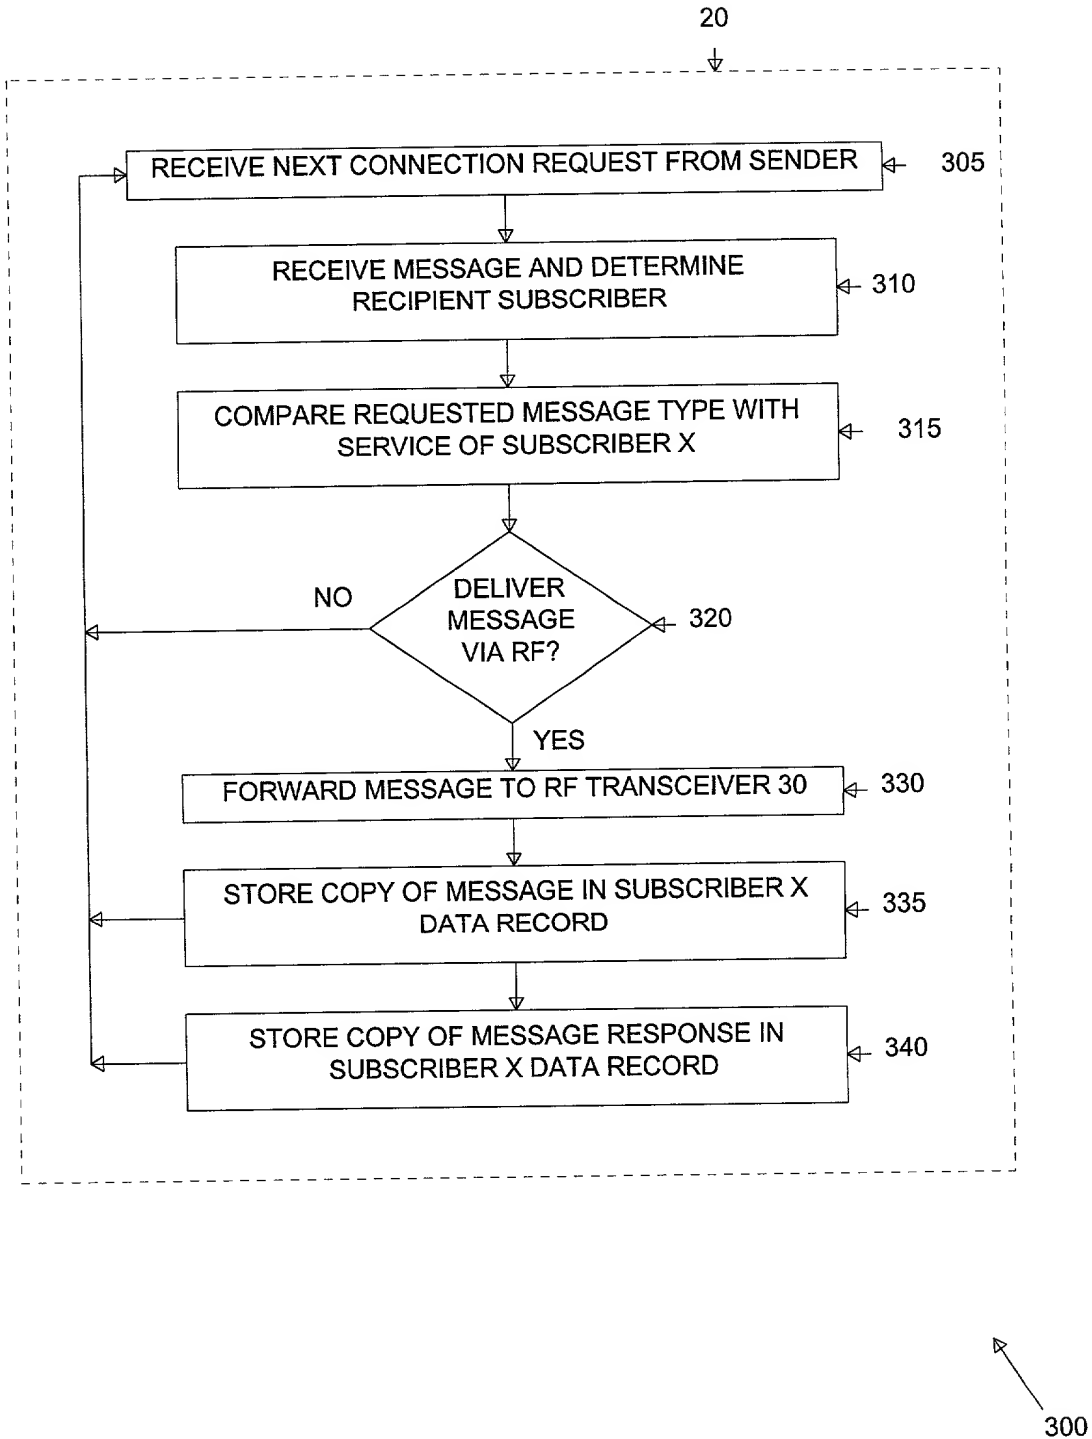 20
RECEIVE NEXT CONNECTION REQUEST FROM SENDER
305
RECEIVE MESSAGE AND DETERMINE
RECIPIENT SUBSCRIBER
310
COMPARE REQUESTED MESSAGE TYPE WITH
SERVICE OF SUBSCRIBER X
315
NO
DELIVER
MESSAGE
VIA RF?
320
YES
FORWARD MESSAGE TO RF TRANSCEIVER 30
330
STORE COPY OF MESSAGE IN SUBSCRIBER X
DATA RECORD
335
STORE COPY OF MESSAGE RESPONSE IN
SUBSCRIBER X DATA RECORD
340
300